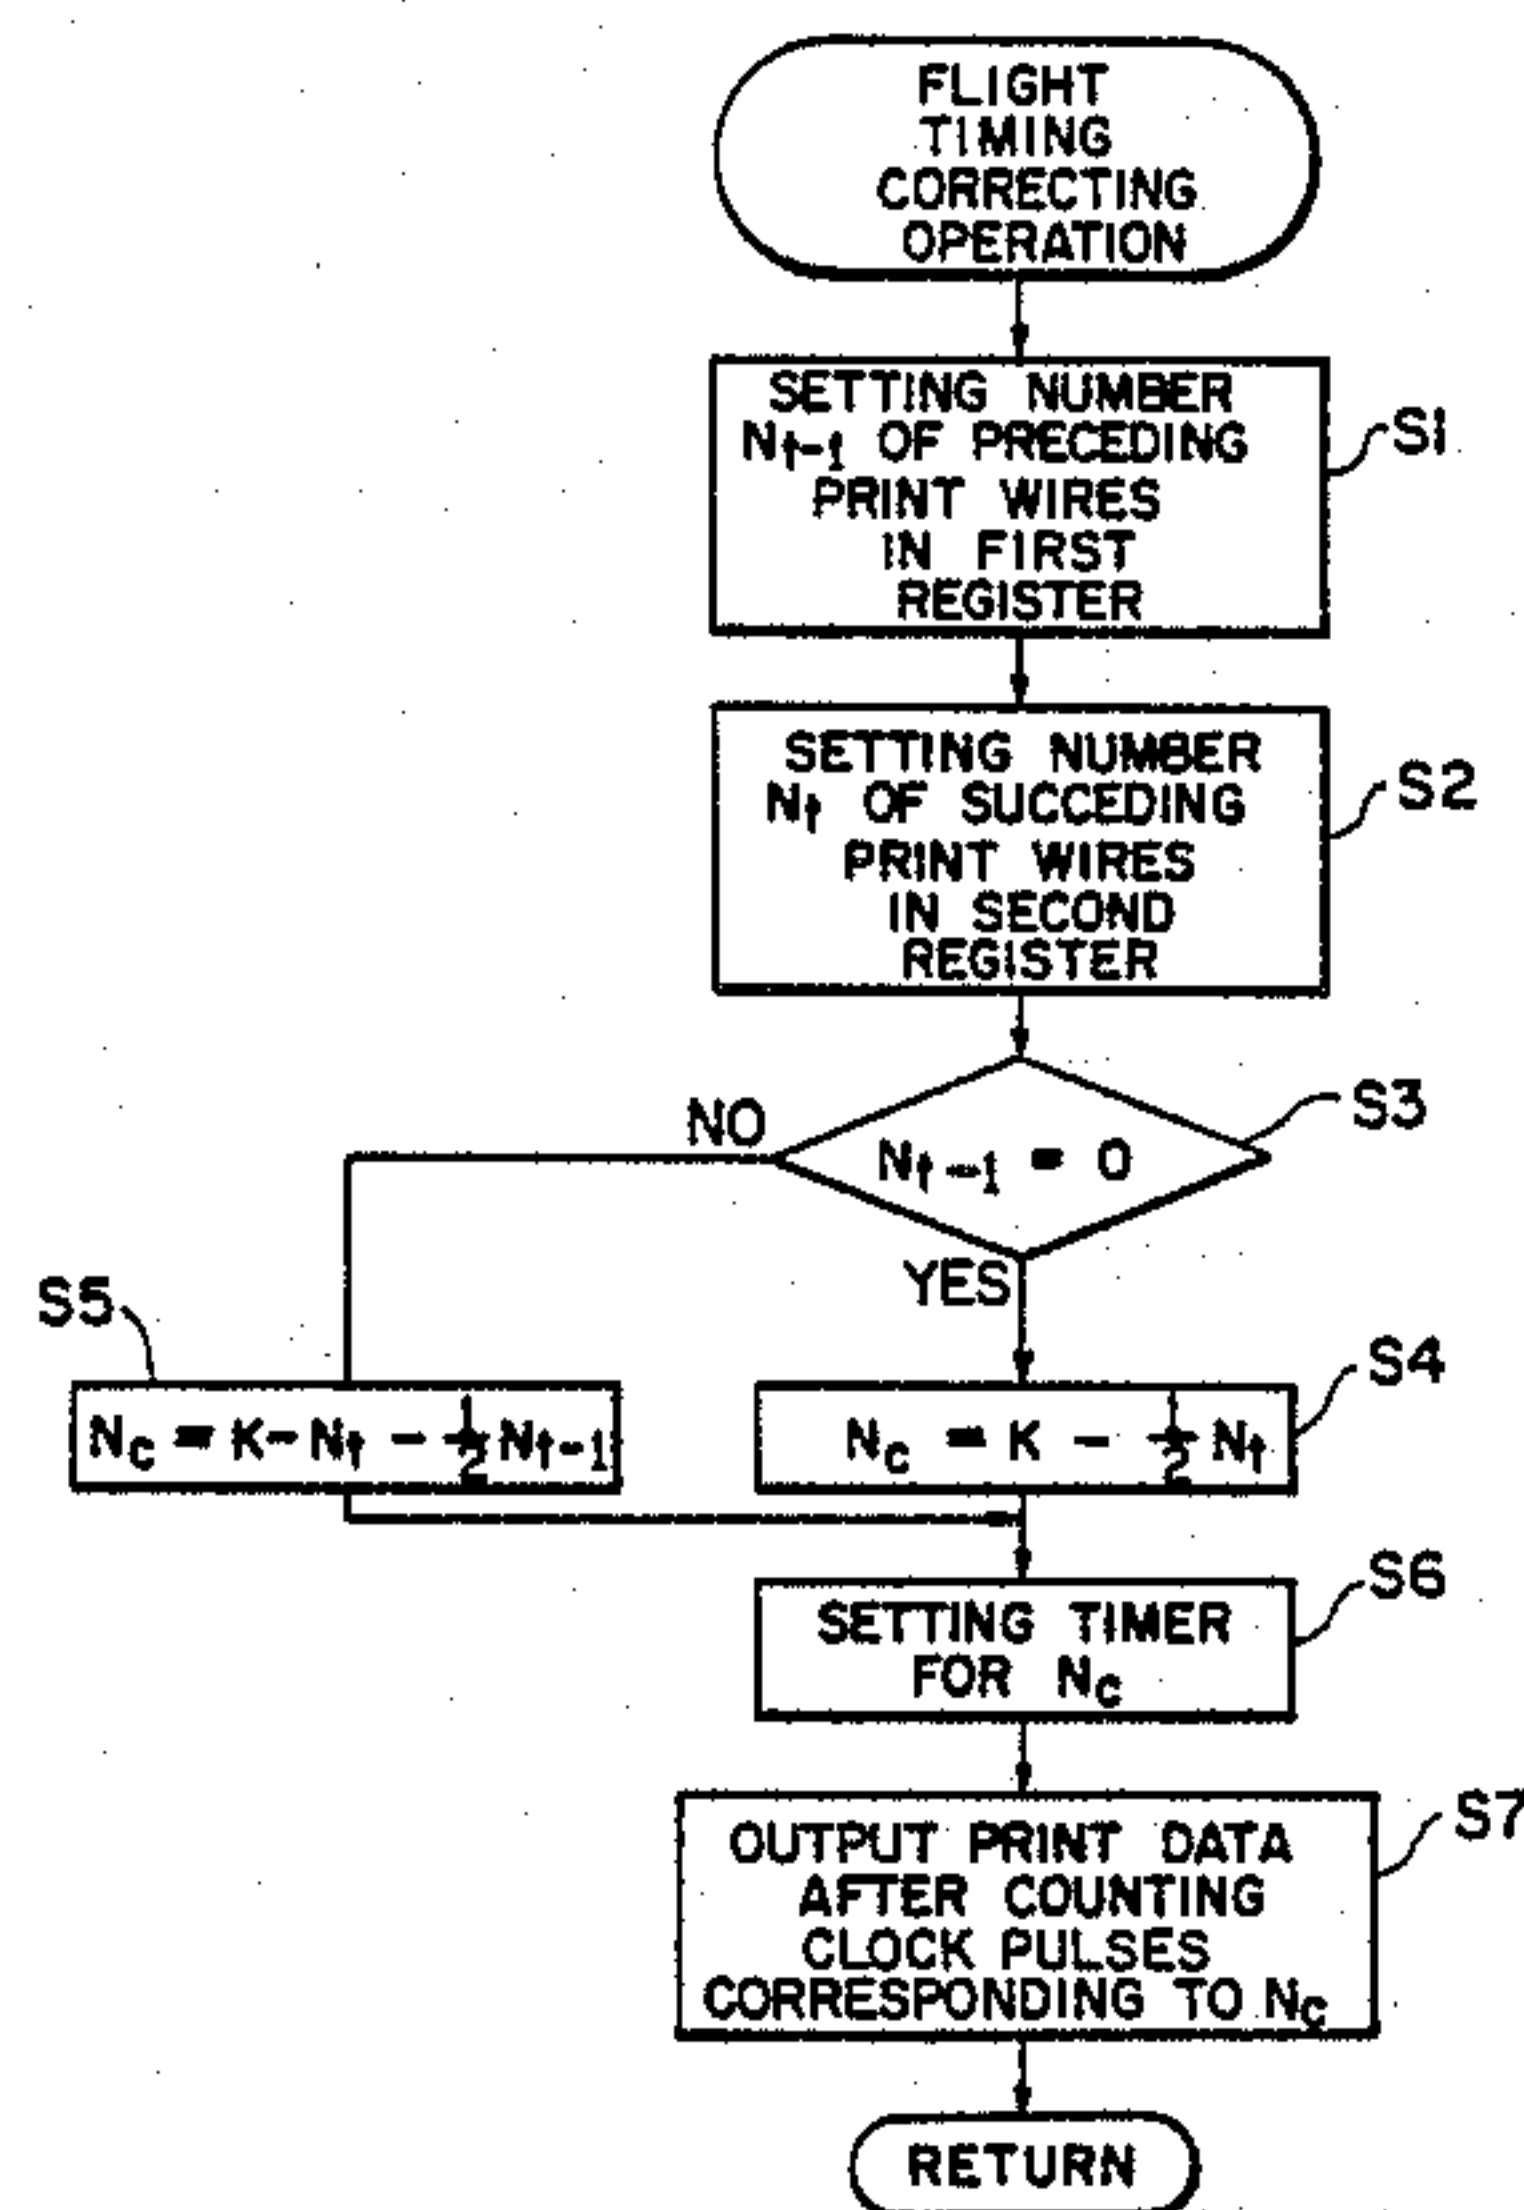 FLIGHT
TIMING
CORRECTING
OPERATION
SETTING NUMBER
Nt-1 OF PRECEDING
PRINT WIRES
IN FIRST
REGISTER
S1
SETTING NUMBER
Nt OF SUCCEDING
PRINT WIRES
IN SECOND
REGISTER
S2
S3
NO
Nt-1 = 0
YES
S5
Nc = K-Nt - 1/2 Nt-1
S4
Nc = K - 1/2 Nt
S6
SETTING TIMER
FOR Nc
S7
OUTPUT PRINT DATA
AFTER COUNTING
CLOCK PULSES
CORRESPONDING TO Nc
RETURN